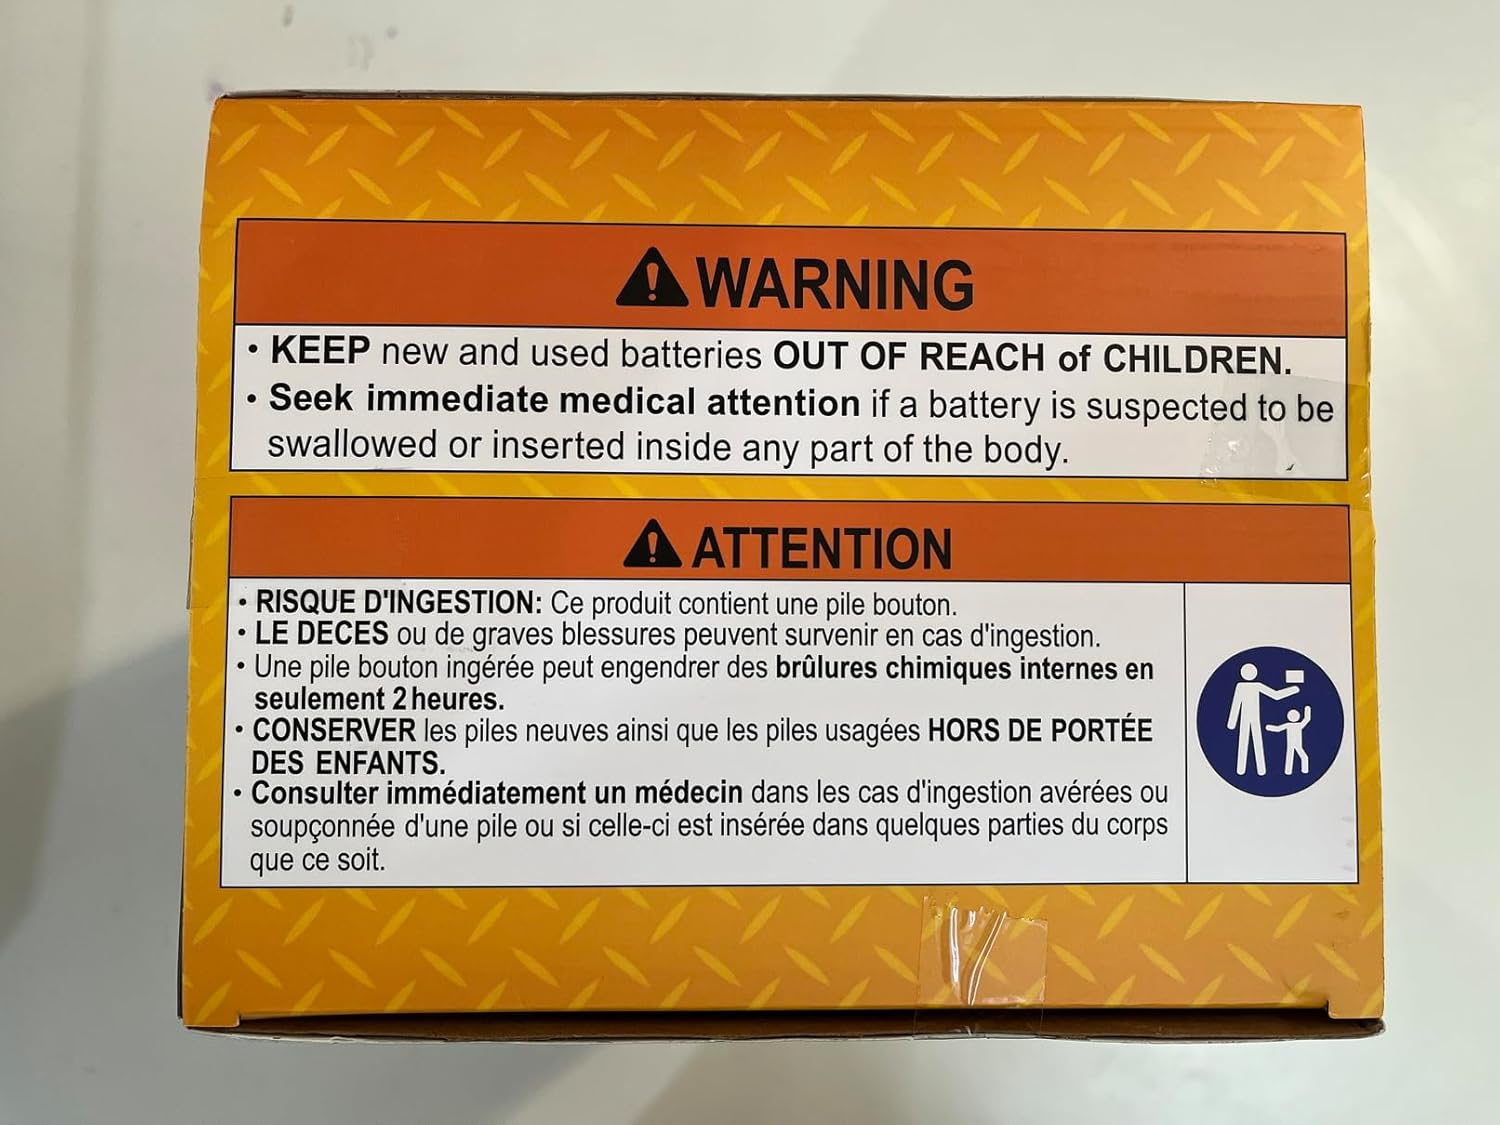 WARNING
• KEEP new and used batteries OUT OF REACH of CHILDREN.
• Seek immediate medical attention if a battery is suspected to be
swallowed or inserted inside any part of the body.
ATTENTION
• RISQUE D'INGESTION: Ce produit contient une pile bouton.
• LE DECES ou de graves blessures peuvent survenir en cas d'ingestion.
• Une pile bouton ingérée peut engendrer des brûlures chimiques internes en
seulement 2 heures.
• CONSERVER les piles neuves ainsi que les piles usagées HORS DE PORTÉE
DES ENFANTS.
• Consulter immédiatement un médecin dans les cas d'ingestion avérées ou
soupçonnée d'une pile ou si celle-ci est insérée dans quelques parties du corps
que ce soit.